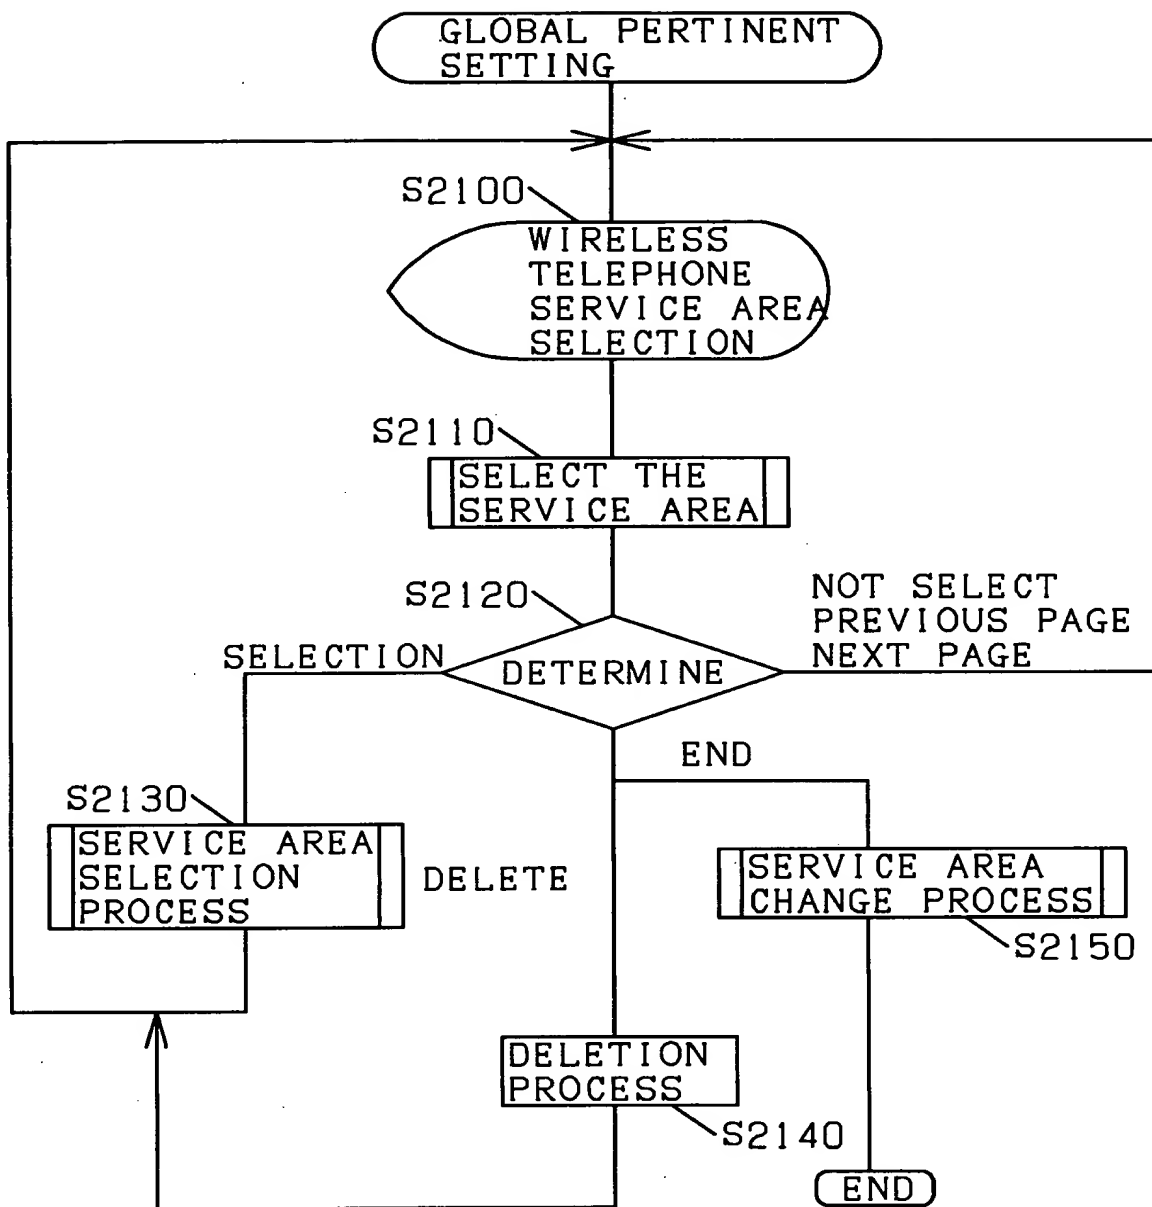 GLOBAL PERTINENT
SETTING
S2100
WIRELESS
TELEPHONE
SERVICE AREA
SELECTION
S2110
SELECT THE
SERVICE AREA
S2120
NOT SELECT
PREVIOUS PAGE
NEXT PAGE
SELECTION
DETERMINE
END
S2130
SERVICE AREA
SELECTION
PROCESS
DELETE
SERVICE AREA
CHANGE PROCESS
S2150
DELETION
PROCESS
S2140
END